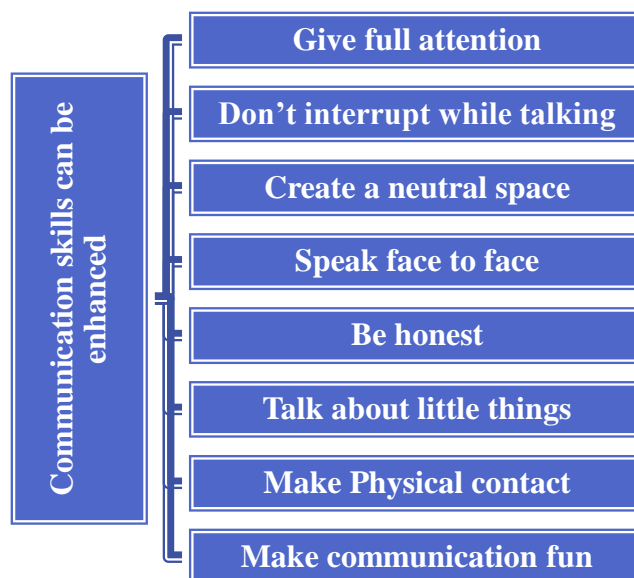 Communication skills can be
enhanced
Give full attention
Don’t interrupt while talking
Create a neutral space
Speak face to face
Be honest
Talk about little things
Make Physical contact
Make communication fun